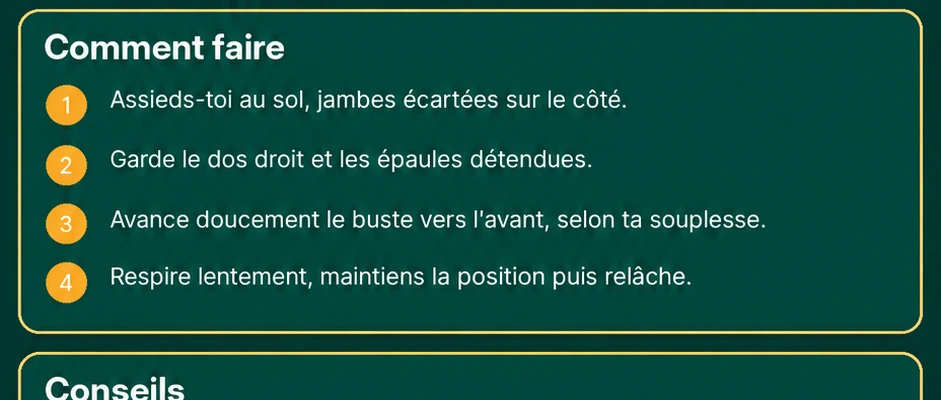 Comment faire
1 Assieds-toi au sol, jambes écartées sur le côté.
2 Garde le dos droit et les épaules détendues.
3 Avance doucement le buste vers l'avant, selon ta souplesse.
4 Respire lentement, maintiens la position puis relâche.
Conseils